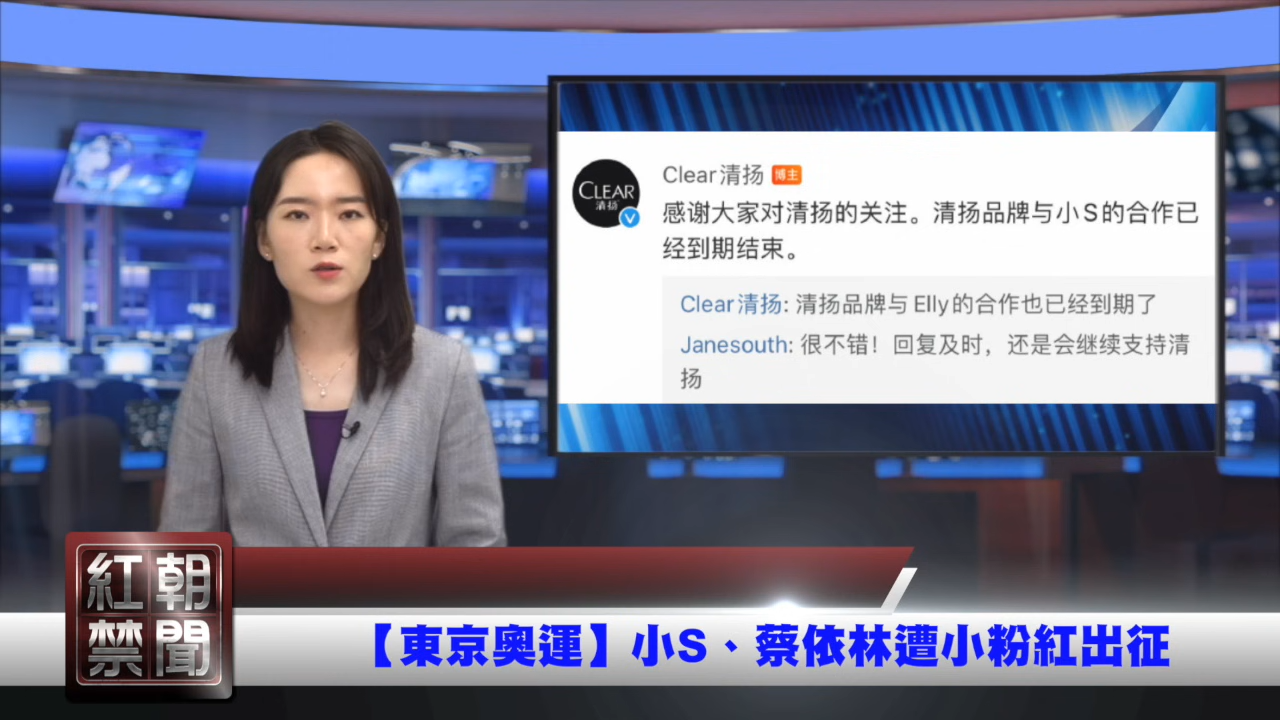 CLEAR
清扬
Clear清扬 博主
感谢大家对清扬的关注。清扬品牌与小S的合作已
经到期结束。
Clear清扬: 清扬品牌与 Elly的合作也已经到期了
Janesouth: 很不错！回复及时，还是会继续支持清
扬
紅朝
禁聞
【東京奧運】小S、蔡依林遭小粉紅出征